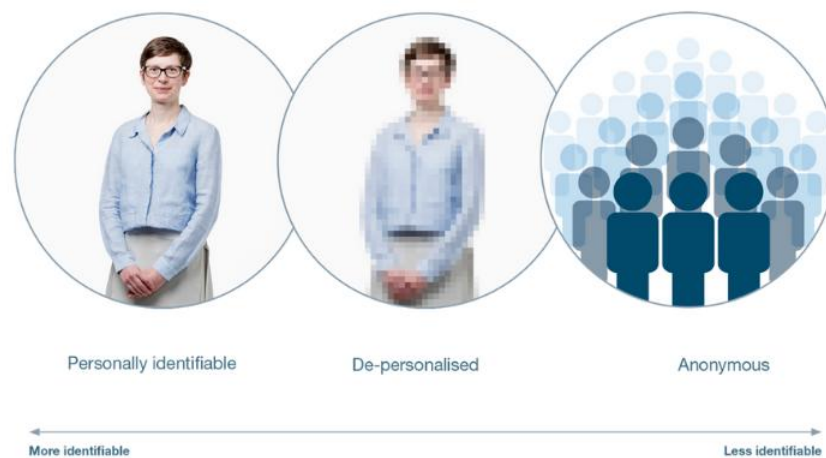 Personally identifiable
De-personalised
Anonymous
More identifiable
Less identifiable